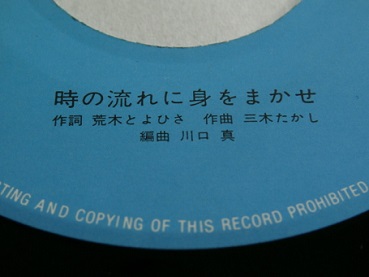 時の流れに身をまかせ
作詞 荒木とよひさ 作曲 三木たかし
編曲 川口 真
TING AND COPYING OF THIS RECORD PROHIBITED